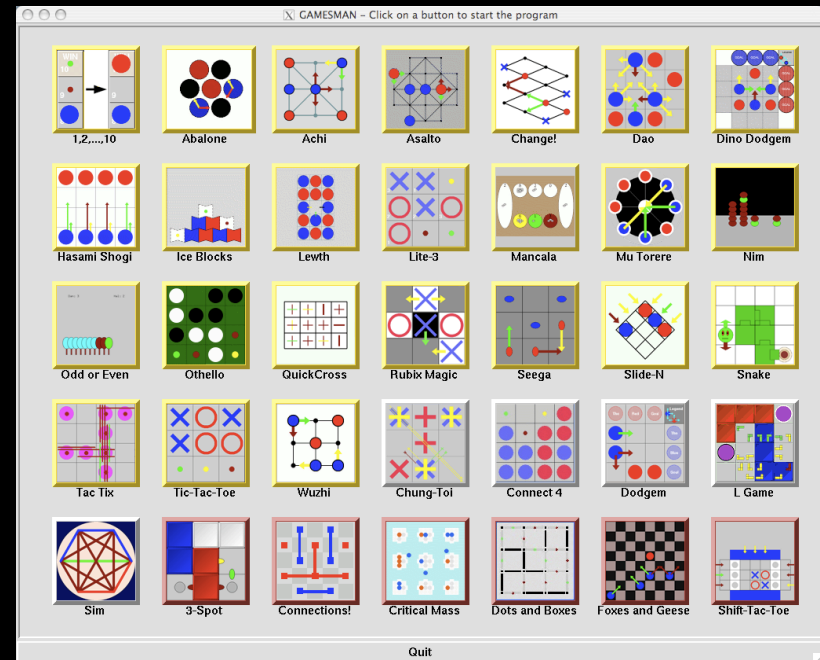 GAMESMAN - Click on a button to start the program
1,2,...,10
Abalone
Achi
Asalto
Change!
Dao
Dino Dodgem
Hasami Shogi
Ice Blocks
Lewth
Lite-3
Mancala
Mu Torere
Nim
Odd or Even
Othello
QuickCross
Rubix Magic
Seega
Slide-N
Snake
Tac Tix
Tic-Tac-Toe
Wuzhi
Chung-Toi
Connect 4
Dodgem
L Game
Sim
3-Spot
Connections!
Critical Mass
Dots and Boxes
Foxes and Geese
Shift-Tac-Toe
Quit